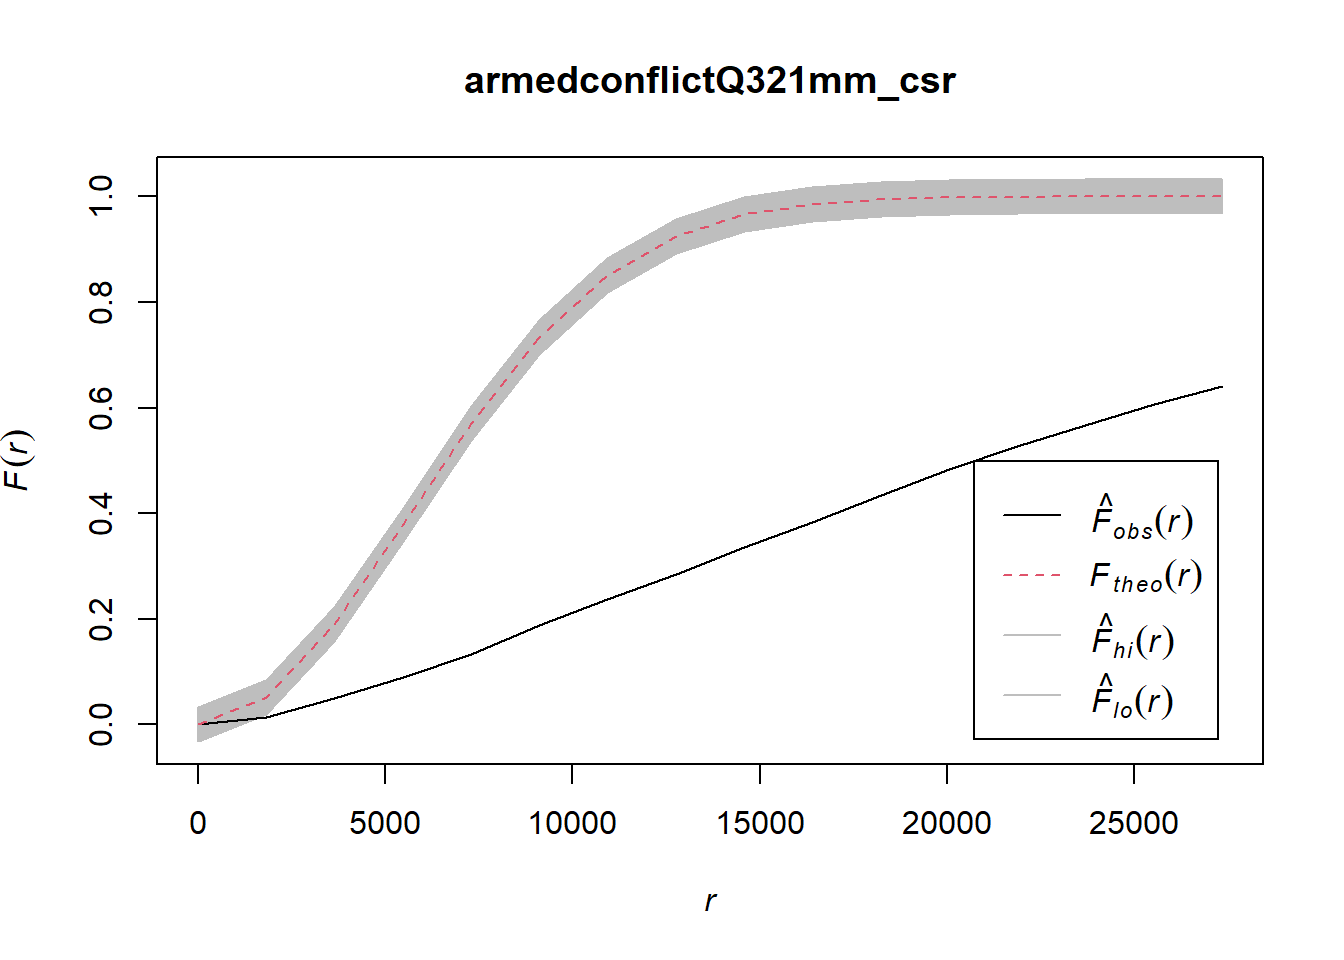 armedconflictQ321mm_csr
F(r)
1.0
0.8
0.6
0.4
0.2
0.0
F̂obs(r)
Ftheo(r)
F̂hi(r)
F̂lo(r)
0 5000 10000 15000 20000 25000
r